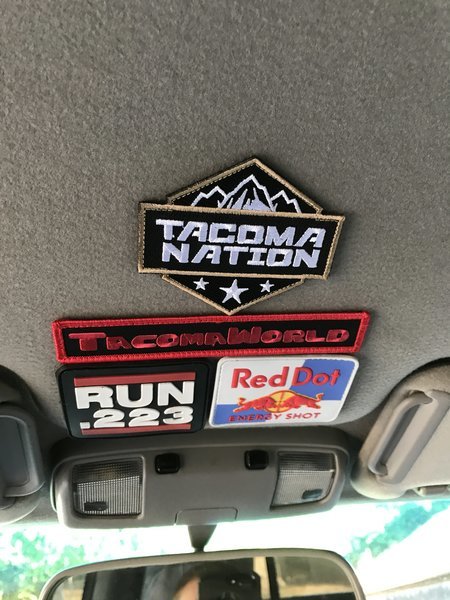 TACOMA
NATION
TACOMAWORLD
RUN
.223
Red Dot
ENERGY SHOT